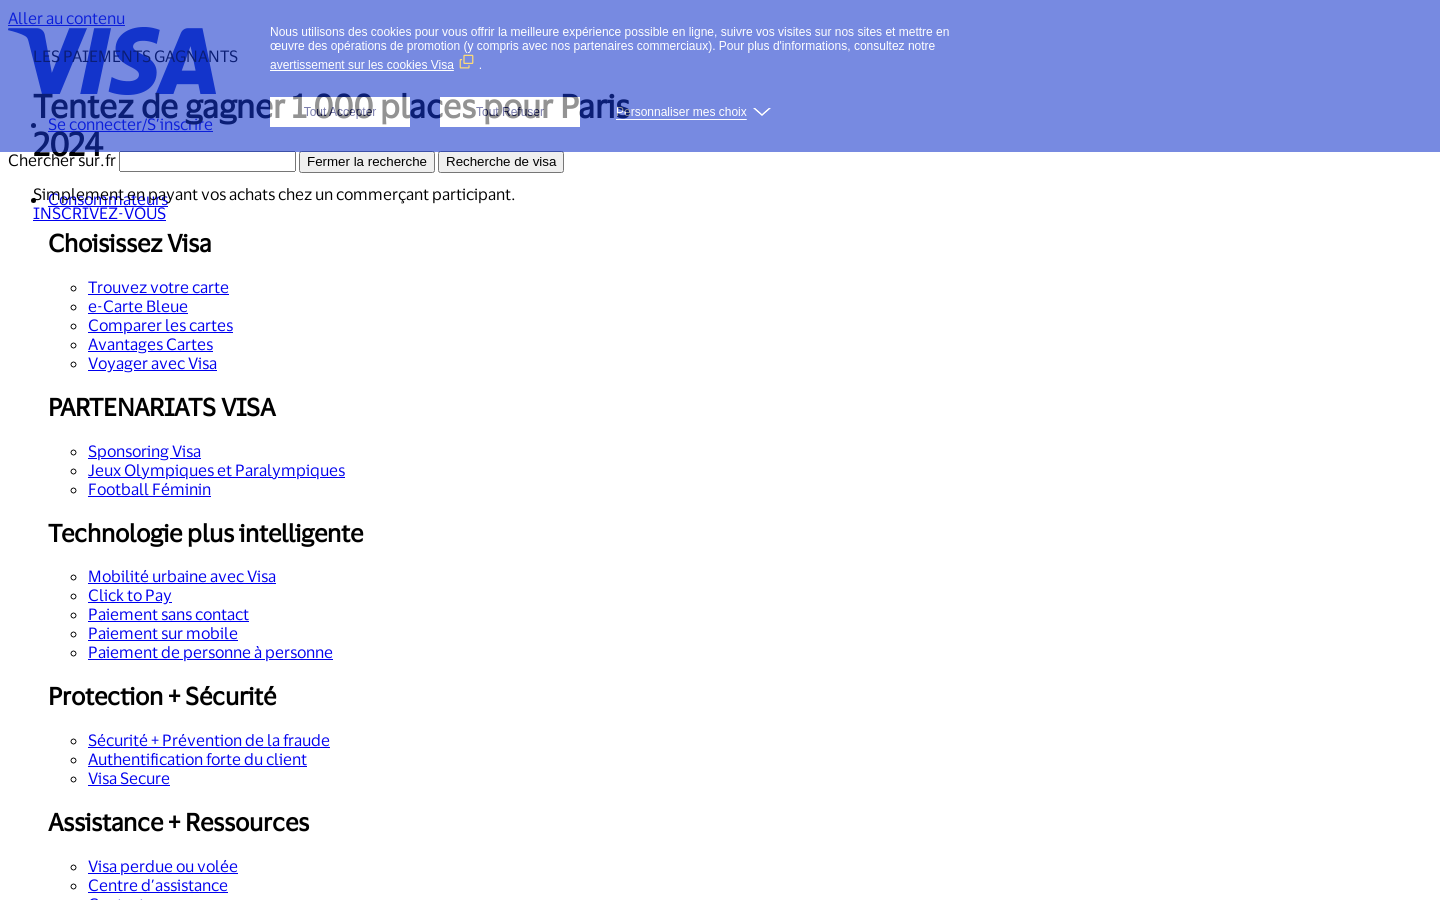 Aller au contenu
VISA
LES PAIEMENTS GAGNANTS
Nous utilisons des cookies pour vous offrir la meilleure expérience possible en ligne, suivre vos visites sur nos sites et mettre en
œuvre des opérations de promotion (y compris avec nos partenaires commerciaux). Pour plus d'informations, consultez notre
avertissement sur les cookies Visa .
Tentez de gagner 1 000 places pour Paris
2024
Tout Accepter
Tout Refuser
Personnaliser mes choix
Se connecter/S'inscrire
Chercher sur.fr
Fermer la recherche
Recherche de visa
Simplement en payant vos achats chez un commerçant participant.
Consommateurs
INSCRIVEZ-VOUS
Choisissez Visa
Trouvez votre carte
e-Carte Bleue
Comparer les cartes
Avantages Cartes
Voyager avec Visa
PARTENARIATS VISA
Sponsoring Visa
Jeux Olympiques et Paralympiques
Football Féminin
Technologie plus intelligente
Mobilité urbaine avec Visa
Click to Pay
Paiement sans contact
Paiement sur mobile
Paiement de personne à personne
Protection + Sécurité
Sécurité + Prévention de la fraude
Authentification forte du client
Visa Secure
Assistance + Ressources
Visa perdue ou volée
Centre d'assistance